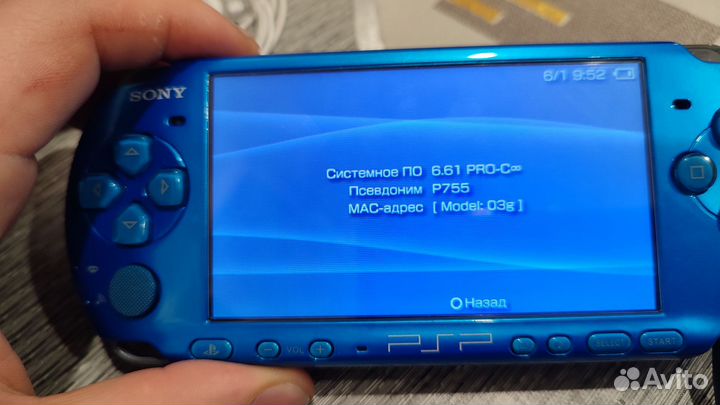 SONY
6/1 9:52
Системное ПО 6.61 PRO-C∞
Псевдоним P755
MAC-адрес [ Model: 03g ]
Назад
VOL
PSP
SELECT
START
Avito